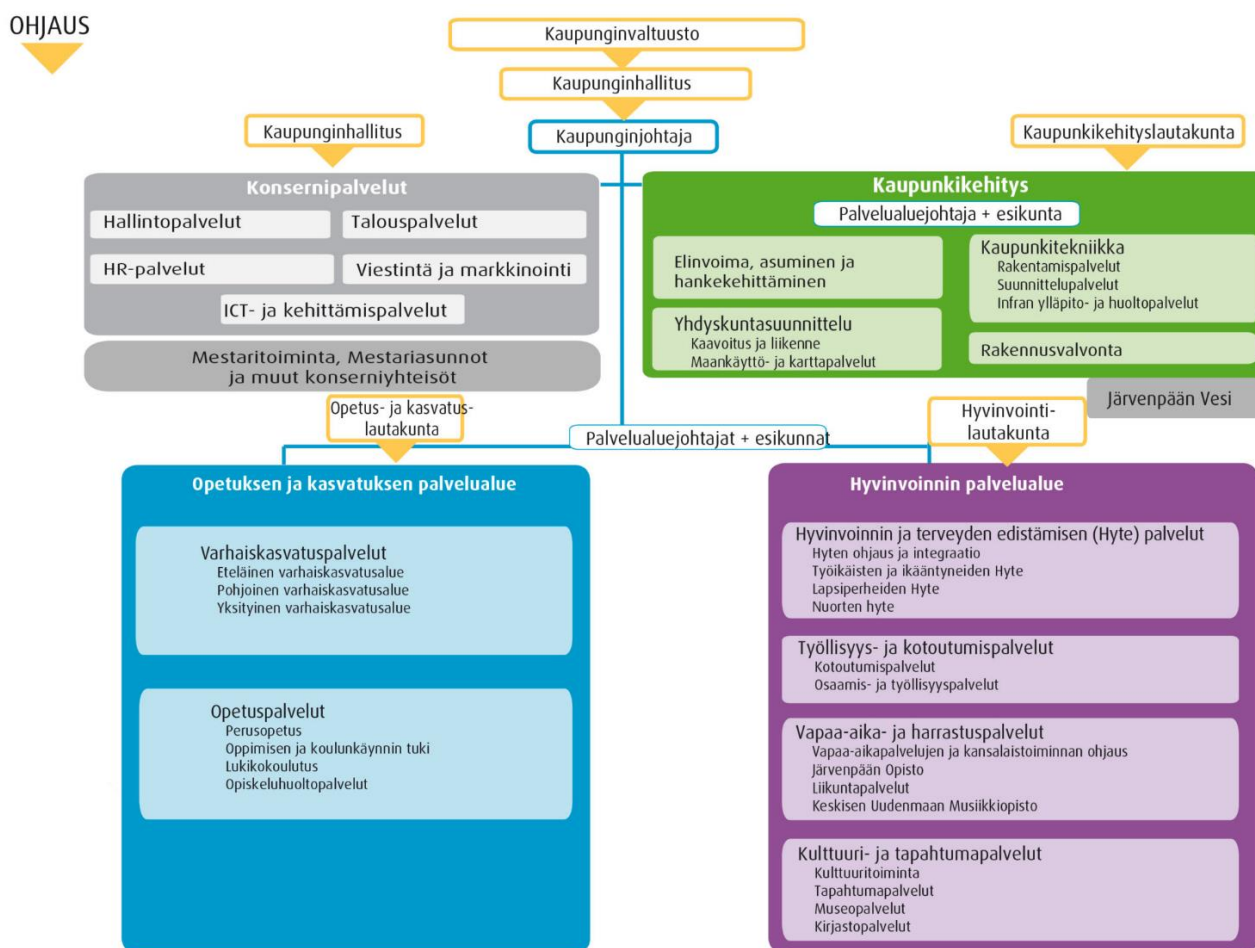 OHJAUS
Kaupunginvaltuusto
Kaupunginhallitus
Kaupunginjohtaja
Kaupunginhallitus
Kaupunkikehityslautakunta
Konsernipalvelut
Hallintopalvelut
Talouspalvelut
HR-palvelut
Viestintä ja markkinointi
ICT- ja kehittämispalvelut
Mestaritoiminta, Mestariasunnot
ja muut konserniyhteisöt
Kaupunkikehitys
Palvelualuejohtaja + esikunta
Elinvoima, asuminen ja
hankekehittäminen
Yhdyskuntasuunnittelu
Kaavoitus ja liikenne
Maankäyttö- ja karttapalvelut
Kaupunkitekniikka
Rakentamispalvelut
Suunnittelupalvelut
Infran ylläpito- ja huoltopalvelut
Rakennusvalvonta
Järvenpään Vesi
Opetus- ja kasvatus-
lautakunta
Palvelualuejohtajat + esikunnat
Hyvinvointi-
lautakunta
Opetuksen ja kasvatuksen palvelualue
Varhaiskasvatuspalvelut
Eteläinen varhaiskasvatusalue
Pohjoinen varhaiskasvatusalue
Yksityinen varhaiskasvatusalue
Opetuspalvelut
Perusopetus
Oppimisen ja koulunkäynnin tuki
Lukikokoulutus
Opiskeluhuoltopalvelut
Hyvinvoinnin palvelualue
Hyvinvoinnin ja terveyden edistämisen (Hyte) palvelut
Hyten ohjaus ja integraatio
Työikäisten ja ikääntyneiden Hyte
Lapsiperheiden Hyte
Nuorten hyte
Työllisyys- ja kotoutumispalvelut
Kotoutumispalvelut
Osaamis- ja työllisyyspalvelut
Vapaa-aika- ja harrastuspalvelut
Vapaa-aikapalvelujen ja kansalaistoiminnan ohjaus
Järvenpään Opisto
Liikuntapalvelut
Keskisen Uudenmaan Musiikkiopisto
Kulttuuri- ja tapahtumapalvelut
Kulttuuritoiminta
Tapahtumapalvelut
Museopalvelut
Kirjastopalvelut